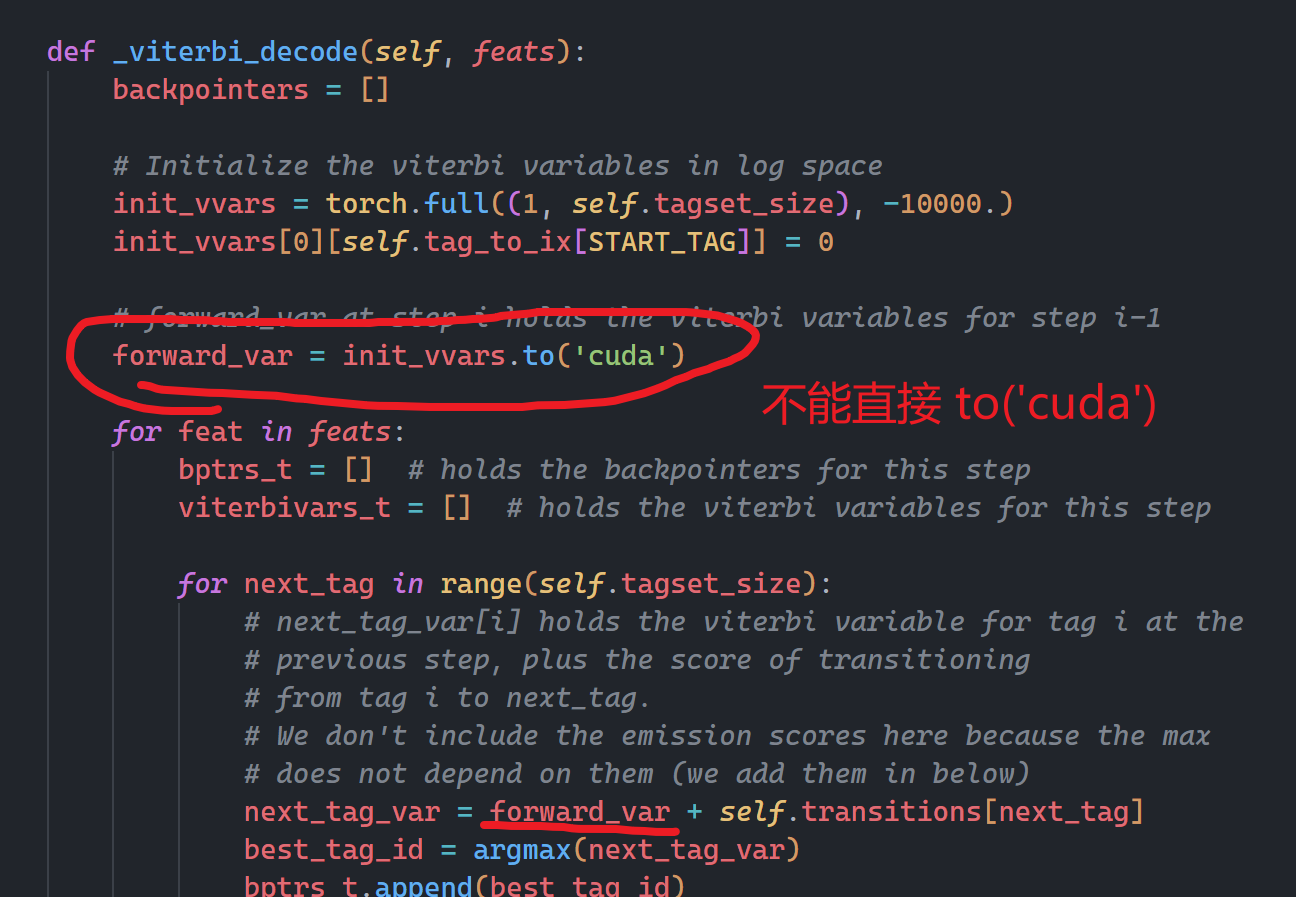 def _viterbi_decode(self, feats):
backpointers = []
# Initialize the viterbi variables in log space
init_vvars = torch.full((1, self.tagset_size), -10000.)
init_vvars[0][self.tag_to_ix[START_TAG]] = 0
# forward_var at step i holds the viterbi variables for step i-1
forward_var = init_vvars.to('cuda')
不能直接 to('cuda')
for feat in feats:
bptrs_t = []  # holds the backpointers for this step
viterbivars_t = []  # holds the viterbi variables for this step
for next_tag in range(self.tagset_size):
# next_tag_var[i] holds the viterbi variable for tag i at the
# previous step, plus the score of transitioning
# from tag i to next_tag.
# We don't include the emission scores here because the max
# does not depend on them (we add them in below)
next_tag_var = forward_var + self.transitions[next_tag]
best_tag_id = argmax(next_tag_var)
bptrs_t.append(best_tag_id)